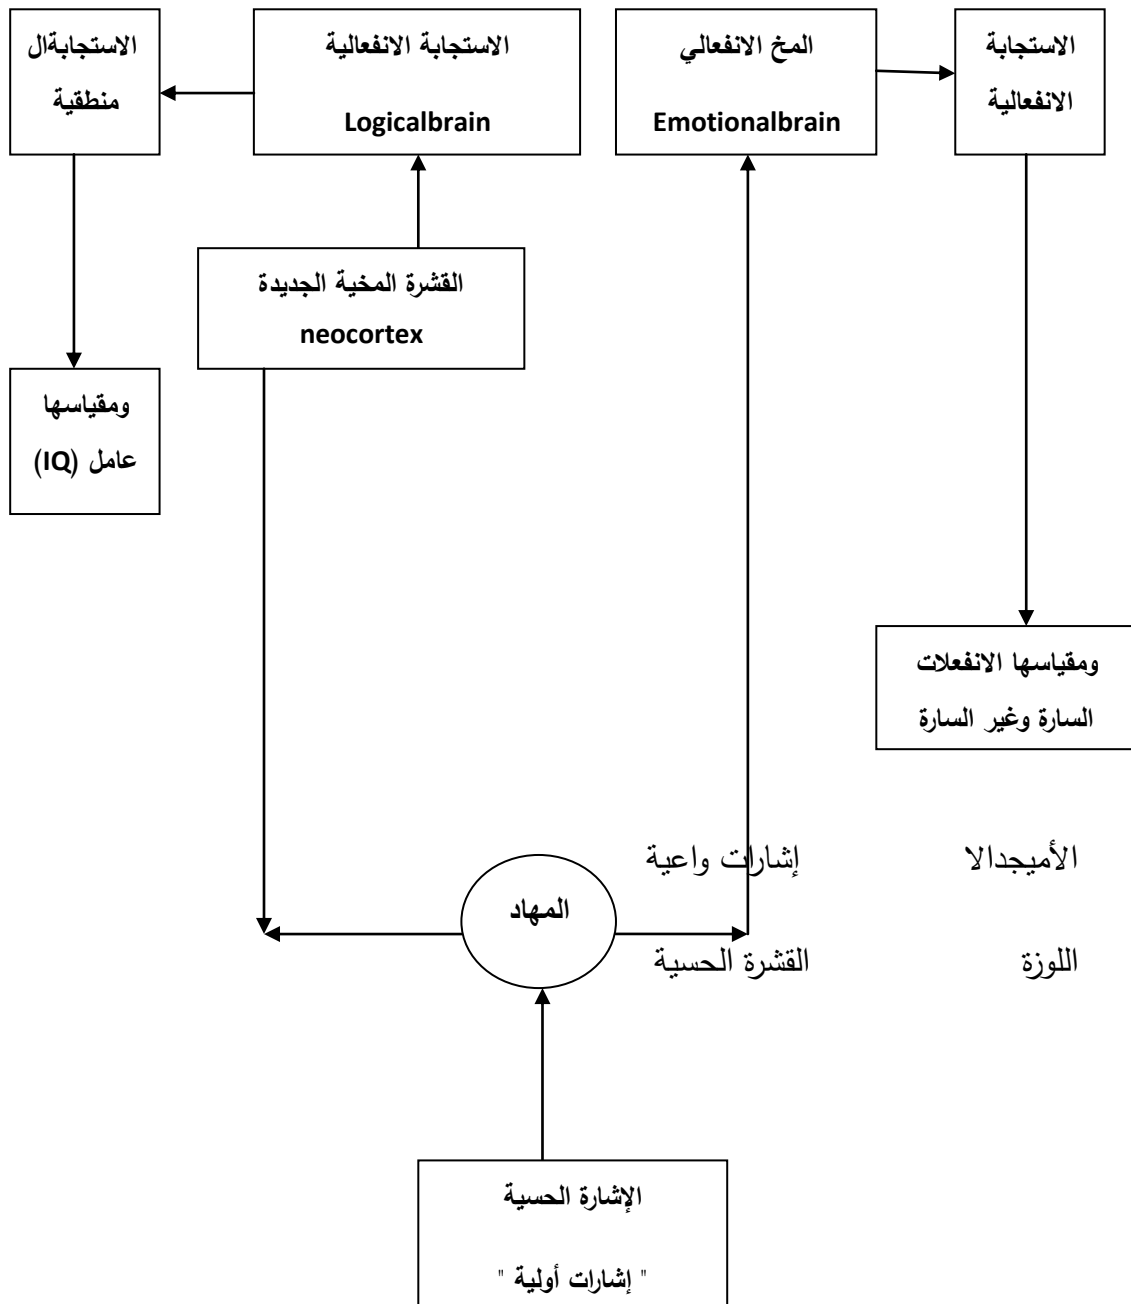 الاستجابة
الانفعالية
المخ الانفعالي
Emotionalbrain
الاستجابة الانفعالية
Logicalbrain
الاستجابةال
منطقية
القشرة المخية الجديدة
neocortex
ومقياسها
عامل (IQ)
ومقياسها الانفعلات
السارة وغير السارة
الأميجدالا
إشارات واعية
المهاد
اللوزة
القشرة الحسية
الإشارة الحسية
" إشارات أولية "